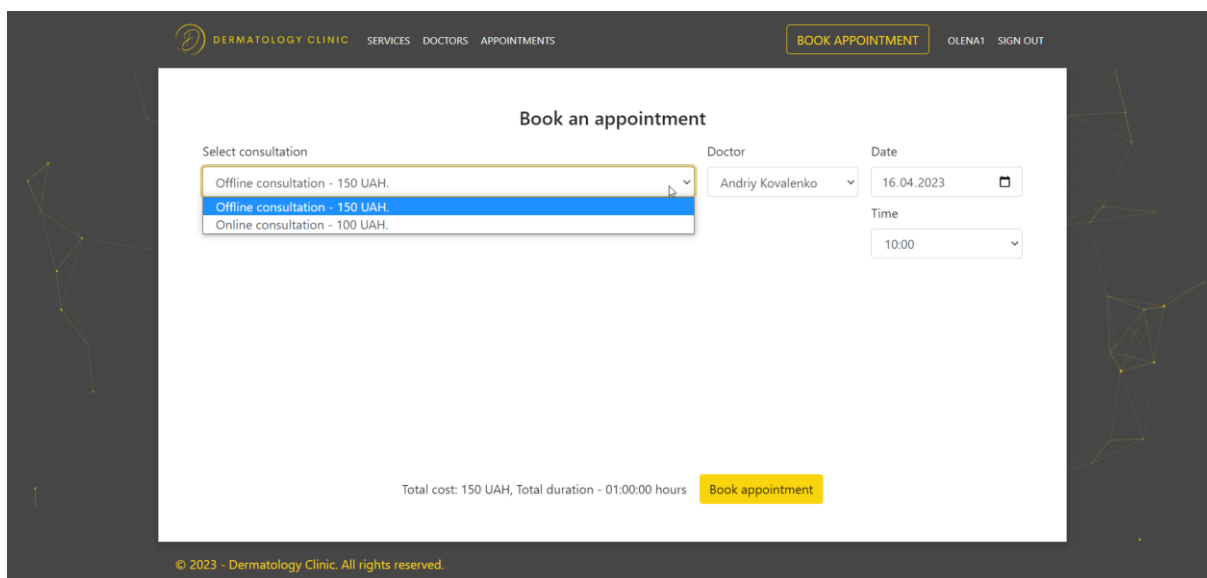 DERMATOLOGY CLINIC SERVICES DOCTORS APPOINTMENTS BOOK APPOINTMENT OLENA1 SIGN OUT
Book an appointment
Select consultation Doctor Date
Offline consultation - 150 UAH. Andriy Kovalenko 16.04.2023
Offline consultation - 150 UAH. Time
Online consultation - 100 UAH.
10:00
Total cost: 150 UAH, Total duration - 01:00:00 hours Book appointment
© 2023 - Dermatology Clinic. All rights reserved.